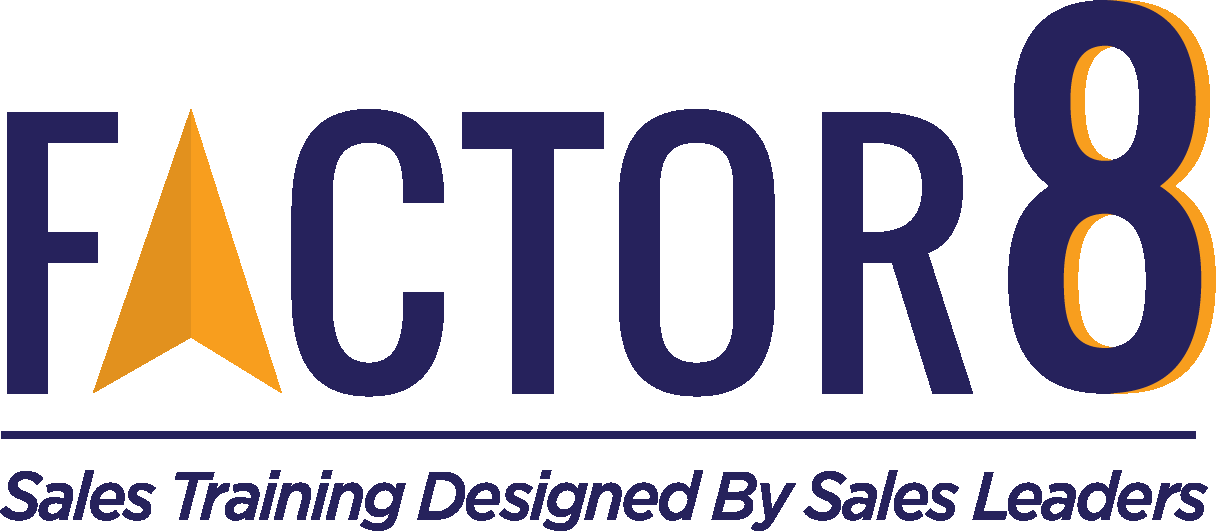 FACTOR8
Sales Training Designed By Sales Leaders